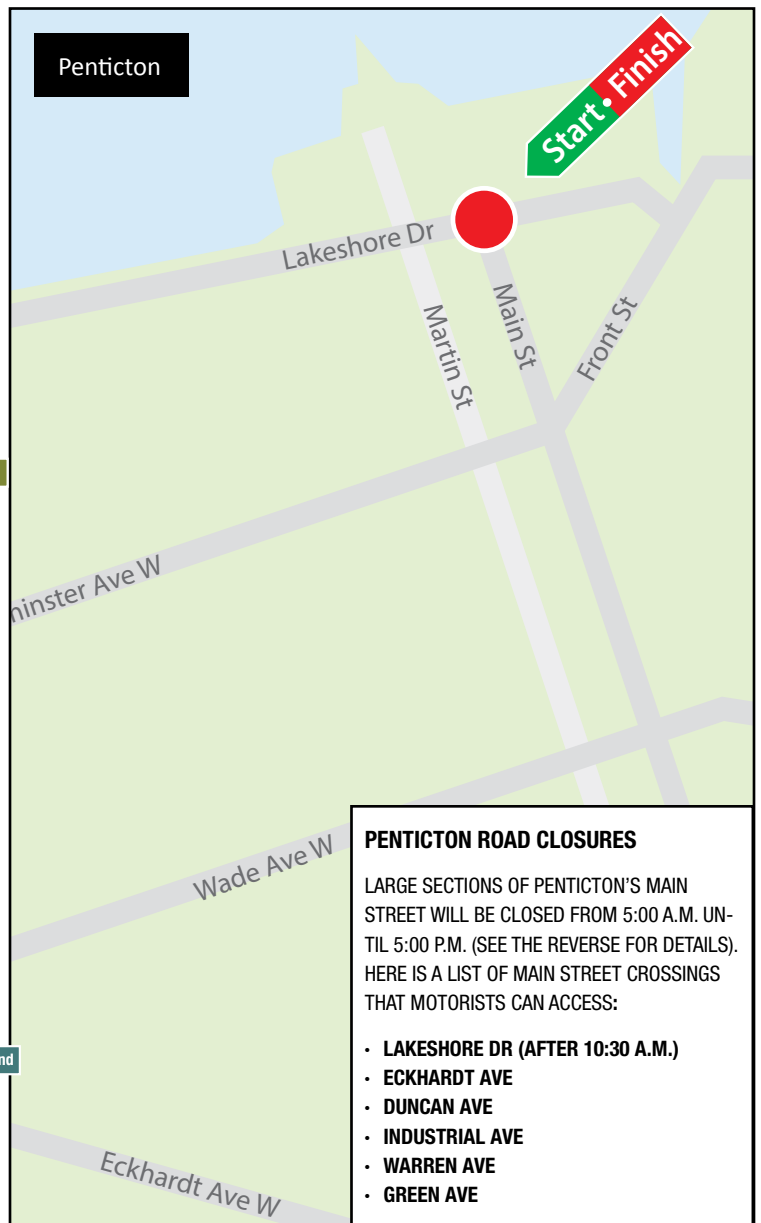 Penticton
Start • Finish
Lakeshore Dr
Main St
Martin St
Front St
minster Ave W
Wade Ave W
PENTICTON ROAD CLOSURES
LARGE SECTIONS OF PENTICTON'S MAIN
STREET WILL BE CLOSED FROM 5:00 A.M. UN-
TIL 5:00 P.M. (SEE THE REVERSE FOR DETAILS).
HERE IS A LIST OF MAIN STREET CROSSINGS
THAT MOTORISTS CAN ACCESS:
• LAKESHORE DR (AFTER 10:30 A.M.)
• ECKHARDT AVE
• DUNCAN AVE
• INDUSTRIAL AVE
• WARREN AVE
• GREEN AVE
nd
Eckhardt Ave W